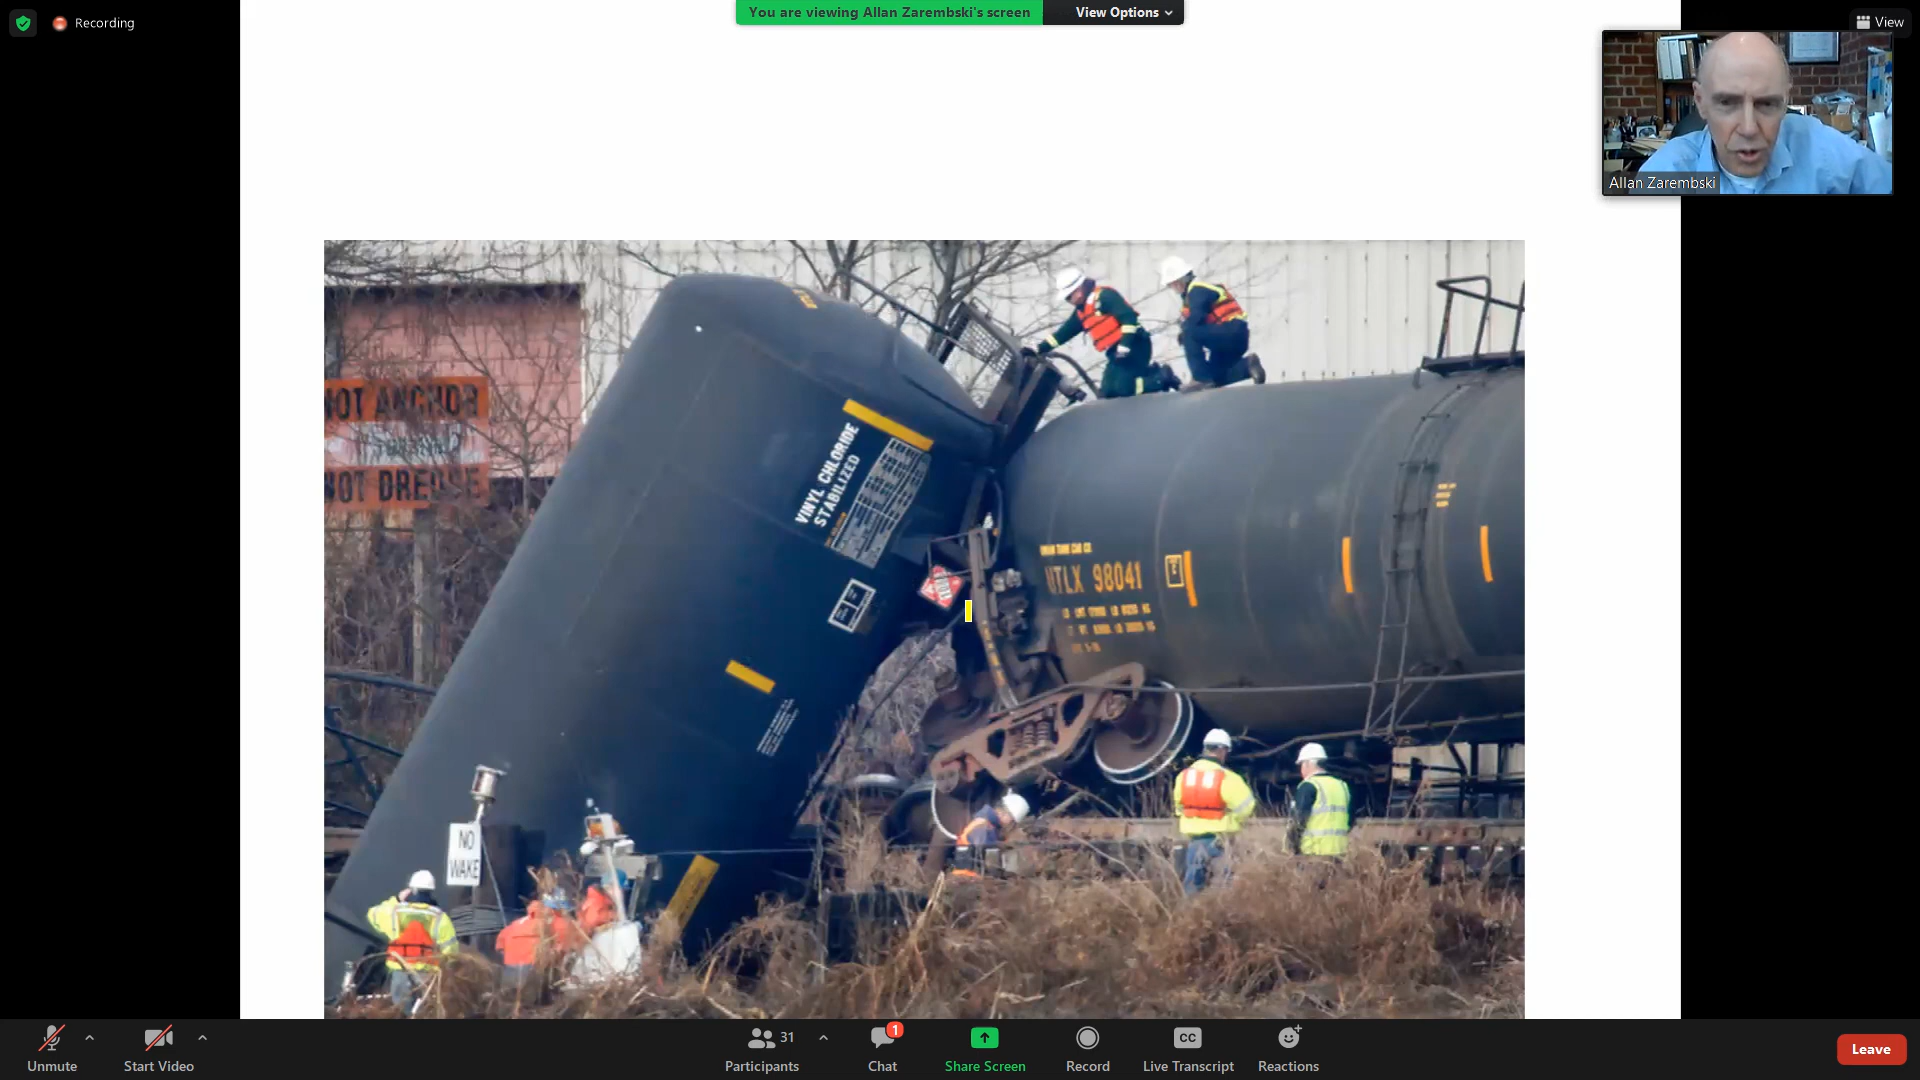 Recording
You are viewing Allan Zarembski's screen
View Options
View
Allan Zarembski
NOT ANCHOR
NOT DREDGE
VINYL CHLORIDE
STABILIZED
UTLX 98041
NO
WAKE
Unmute
Start Video
31
Participants
1
Chat
Share Screen
Record
CC
Live Transcript
Reactions
Leave